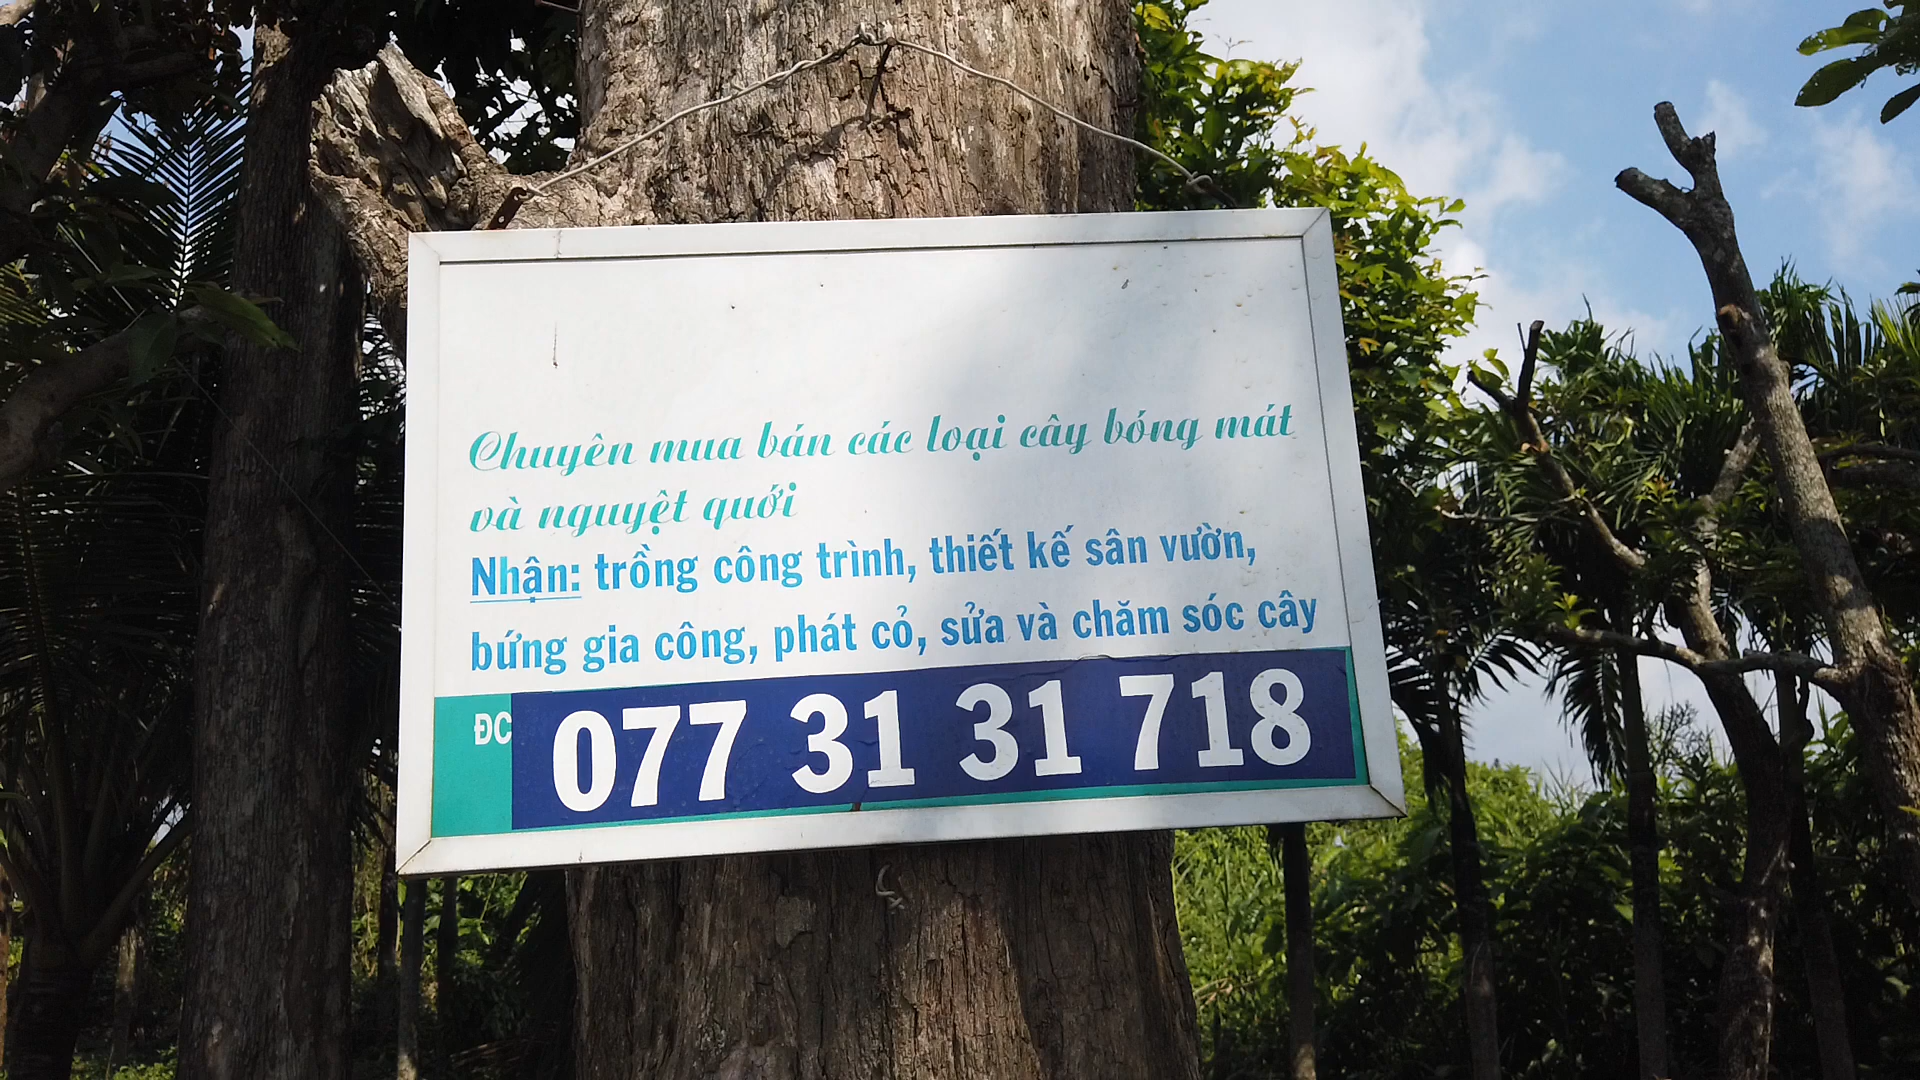 Chuyên mua bán các loại cây bóng mát
và nguyệt quới
Nhận: trồng công trình, thiết kế sân vườn,
bứng gia công, phát cỏ, sửa và chăm sóc cây
ĐC 077 31 31 718